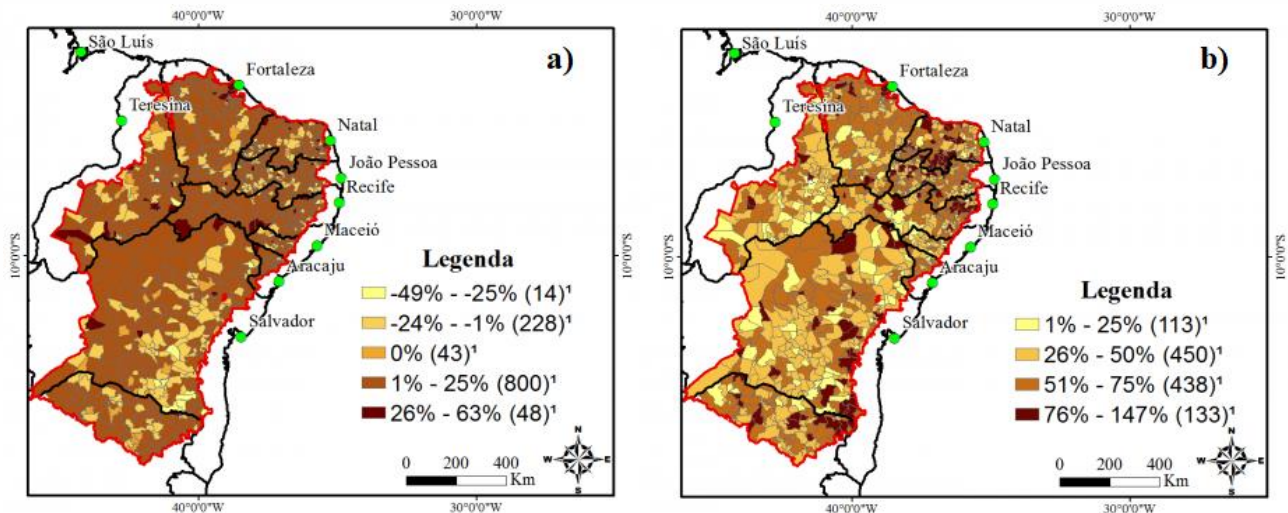 40°0'0"W
30°0'0"W
São Luís
a)
Fortaleza
Teresina
Natal
João Pessoa
Recife
Maceió
10°0'0"S
10°0'0"S
Aracaju
Salvador
Legenda
-49% - -25% (14)¹
-24% - -1% (228)¹
0% (43)¹
1% - 25% (800)¹
26% - 63% (48)¹
N
W E
S
0 200 400
Km
40°0'0"W
30°0'0"W
40°0'0"W
30°0'0"W
São Luís
b)
Fortaleza
Teresina
Natal
João Pessoa
Recife
Maceió
10°0'0"S
Aracaju
Salvador
Legenda
1% - 25% (113)¹
26% - 50% (450)¹
51% - 75% (438)¹
76% - 147% (133)¹
N
W E
S
0 200 400
Km
40°0'0"W
30°0'0"W